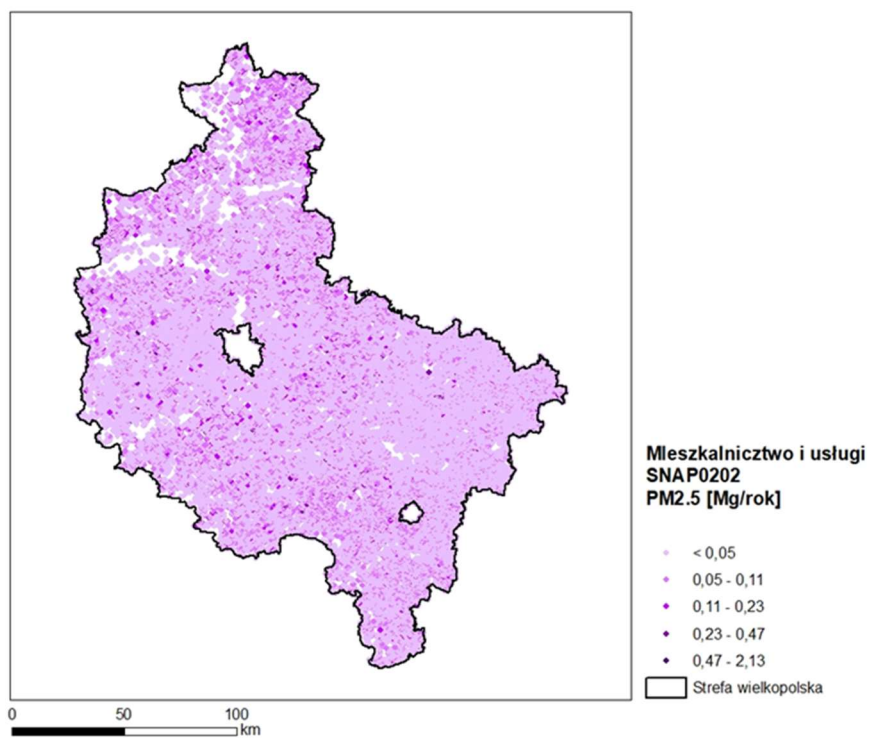 Mieszkalnictwo i usługi
SNAP0202
PM2.5 [Mg/rok]
< 0,05
0,05 - 0,11
0,11 - 0,23
0,23 - 0,47
0,47 - 2,13
Strefa wielkopolska
0 50 100
km